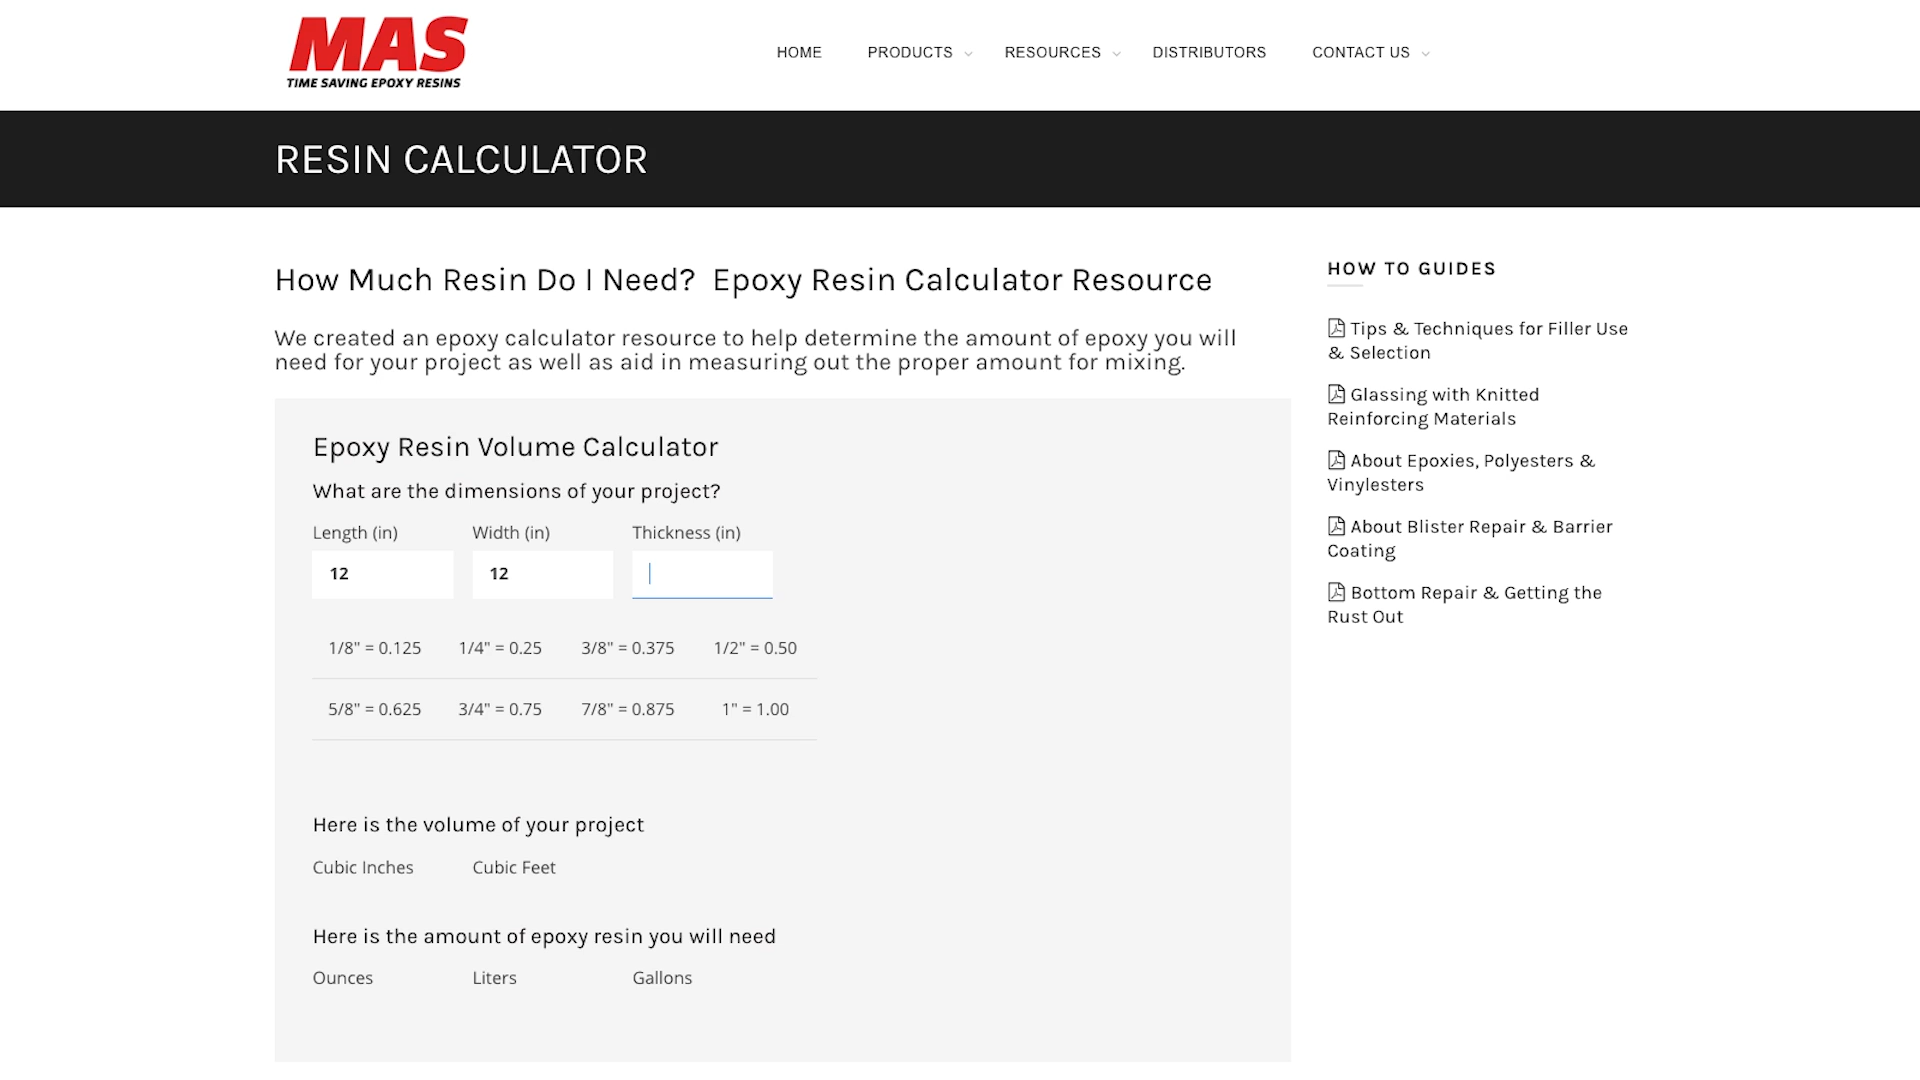 MAS
TIME SAVING EPOXY RESINS
HOME PRODUCTS RESOURCES DISTRIBUTORS CONTACT US
RESIN CALCULATOR
How Much Resin Do I Need? Epoxy Resin Calculator Resource
We created an epoxy calculator resource to help determine the amount of epoxy you will
need for your project as well as aid in measuring out the proper amount for mixing.
Epoxy Resin Volume Calculator
What are the dimensions of your project?
Length (in) Width (in) Thickness (in)
12 12
1/8" = 0.125 1/4" = 0.25 3/8" = 0.375 1/2" = 0.50
5/8" = 0.625 3/4" = 0.75 7/8" = 0.875 1" = 1.00
Here is the volume of your project
Cubic Inches Cubic Feet
Here is the amount of epoxy resin you will need
Ounces Liters Gallons
HOW TO GUIDES
Tips & Techniques for Filler Use
& Selection
Glassing with Knitted
Reinforcing Materials
About Epoxies, Polyesters &
Vinylesters
About Blister Repair & Barrier
Coating
Bottom Repair & Getting the
Rust Out